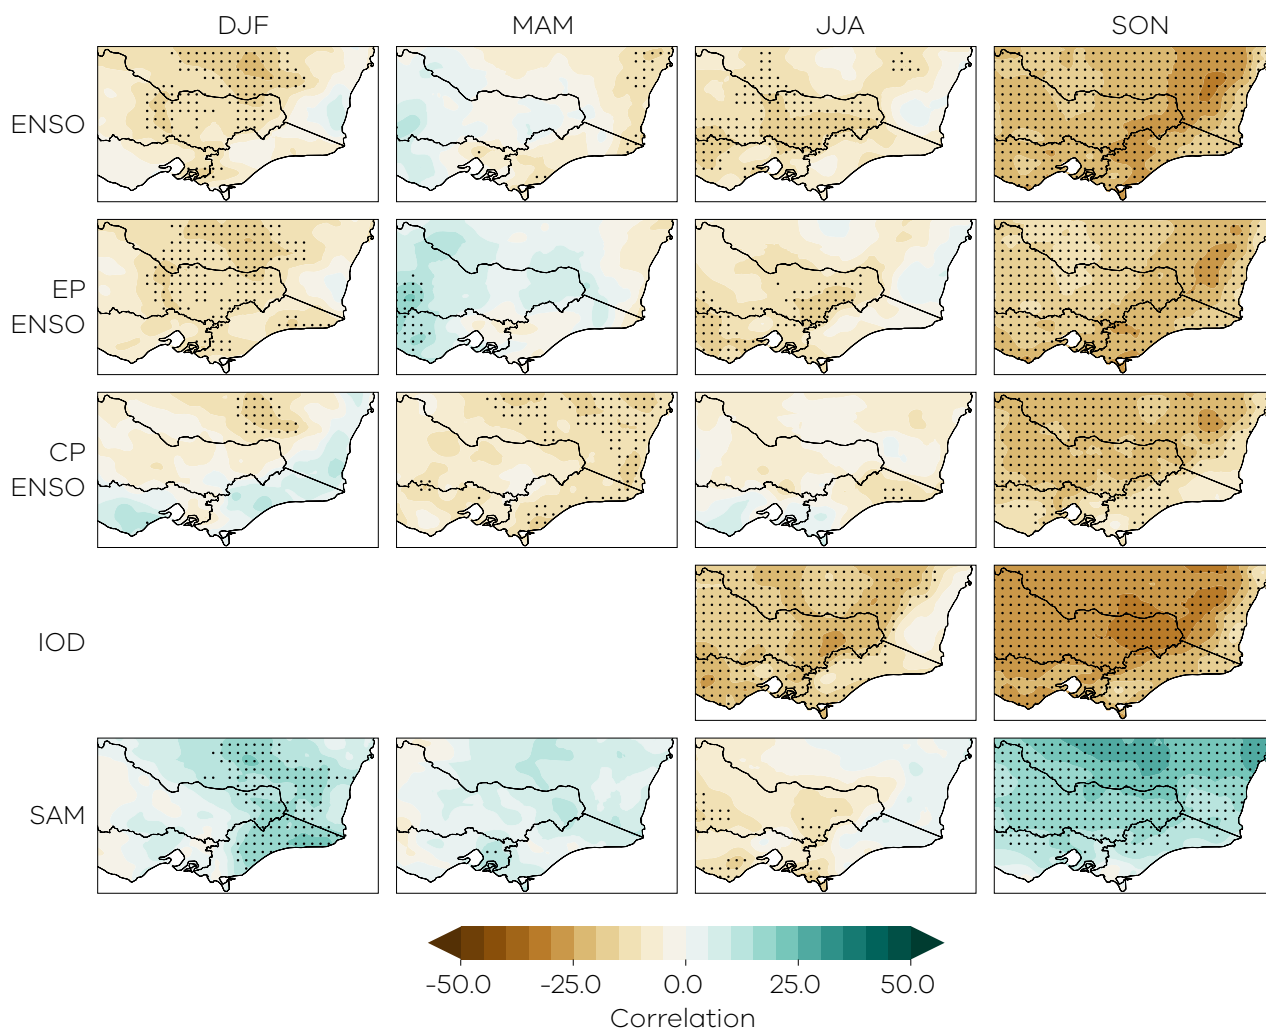 DJF MAM JJA SON
ENSO
EP
ENSO
CP
ENSO
IOD
SAM
-50.0 -25.0 0.0 25.0 50.0
Correlation